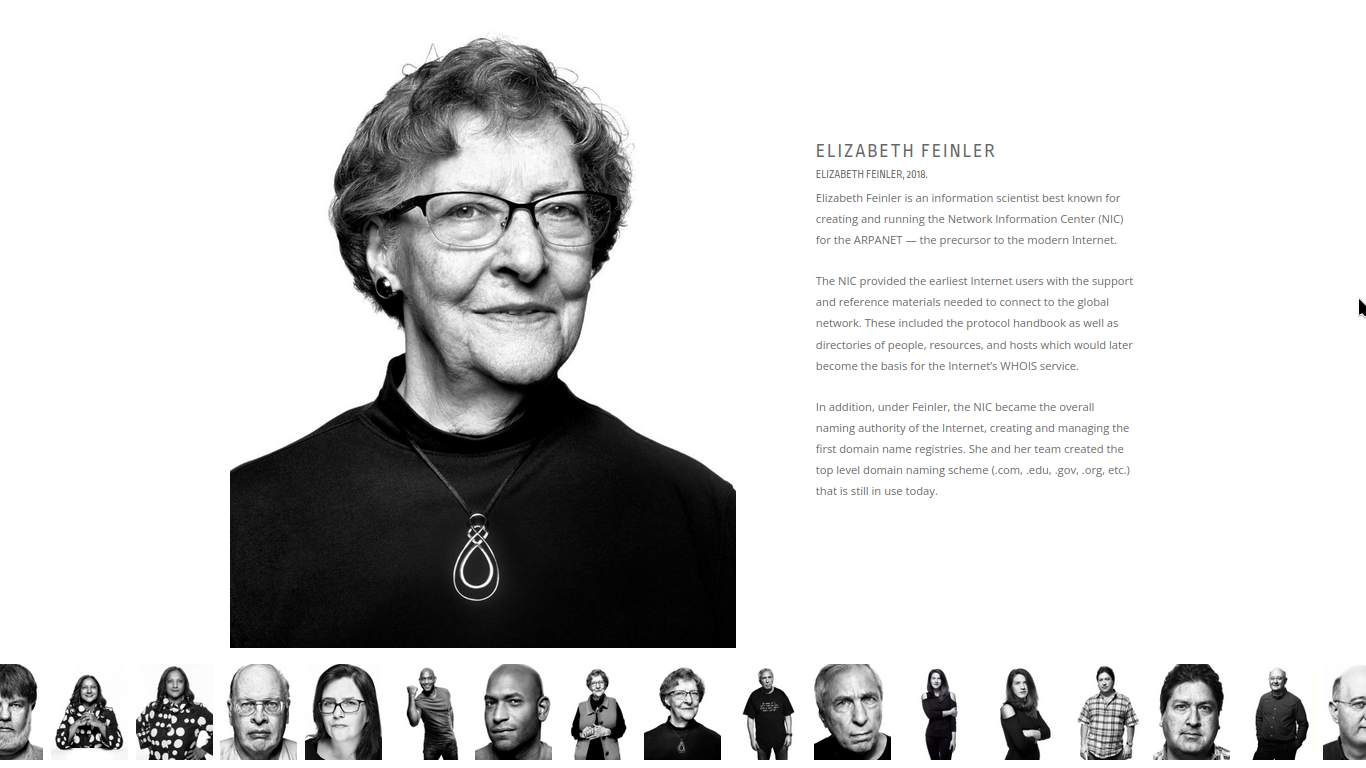 ELIZABETH FEINLER
ELIZABETH FEINLER, 2018.
Elizabeth Feinler is an information scientist best known for
creating and running the Network Information Center (NIC)
for the ARPANET — the precursor to the modern Internet.
The NIC provided the earliest Internet users with the support
and reference materials needed to connect to the global
network. These included the protocol handbook as well as
directories of people, resources, and hosts which would later
become the basis for the Internet's WHOIS service.
In addition, under Feinler, the NIC became the overall
naming authority of the Internet, creating and managing the
first domain name registries. She and her team created the
top level domain naming scheme (.com, .edu, .gov, .org, etc.)
that is still in use today.